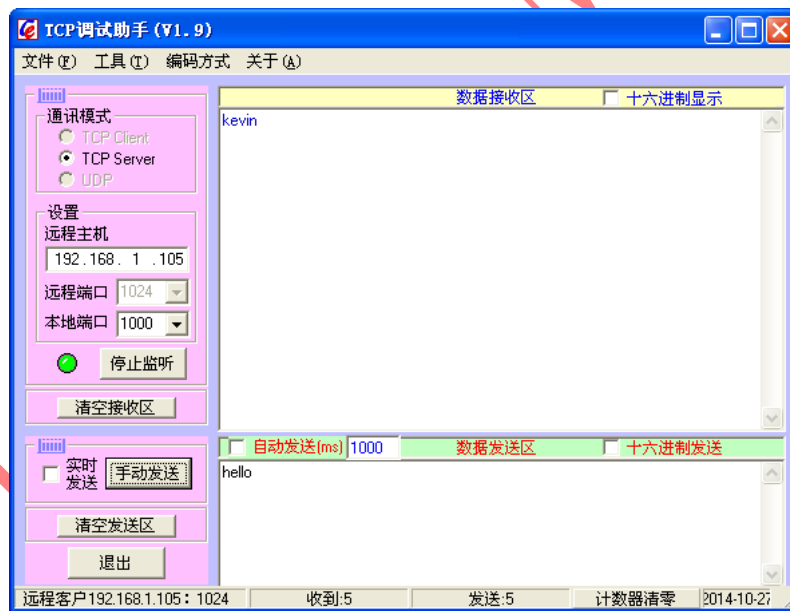 TCP调试助手(V1.9)
文件(F) 工具(T) 编码方式 关于(A)
通讯模式
TCP Client
TCP Server
UDP
设置
远程主机
192.168. 1 .105
远程端口 1024
本地端口 1000
停止监听
清空接收区
数据接收区 十六进制显示
kevin
实时发送 手动发送
清空发送区
退出
自动发送(ms) 1000 数据发送区 十六进制发送
hello
远程客户192.168.1.105：1024 收到:5 发送:5 计数器清零 2014-10-27